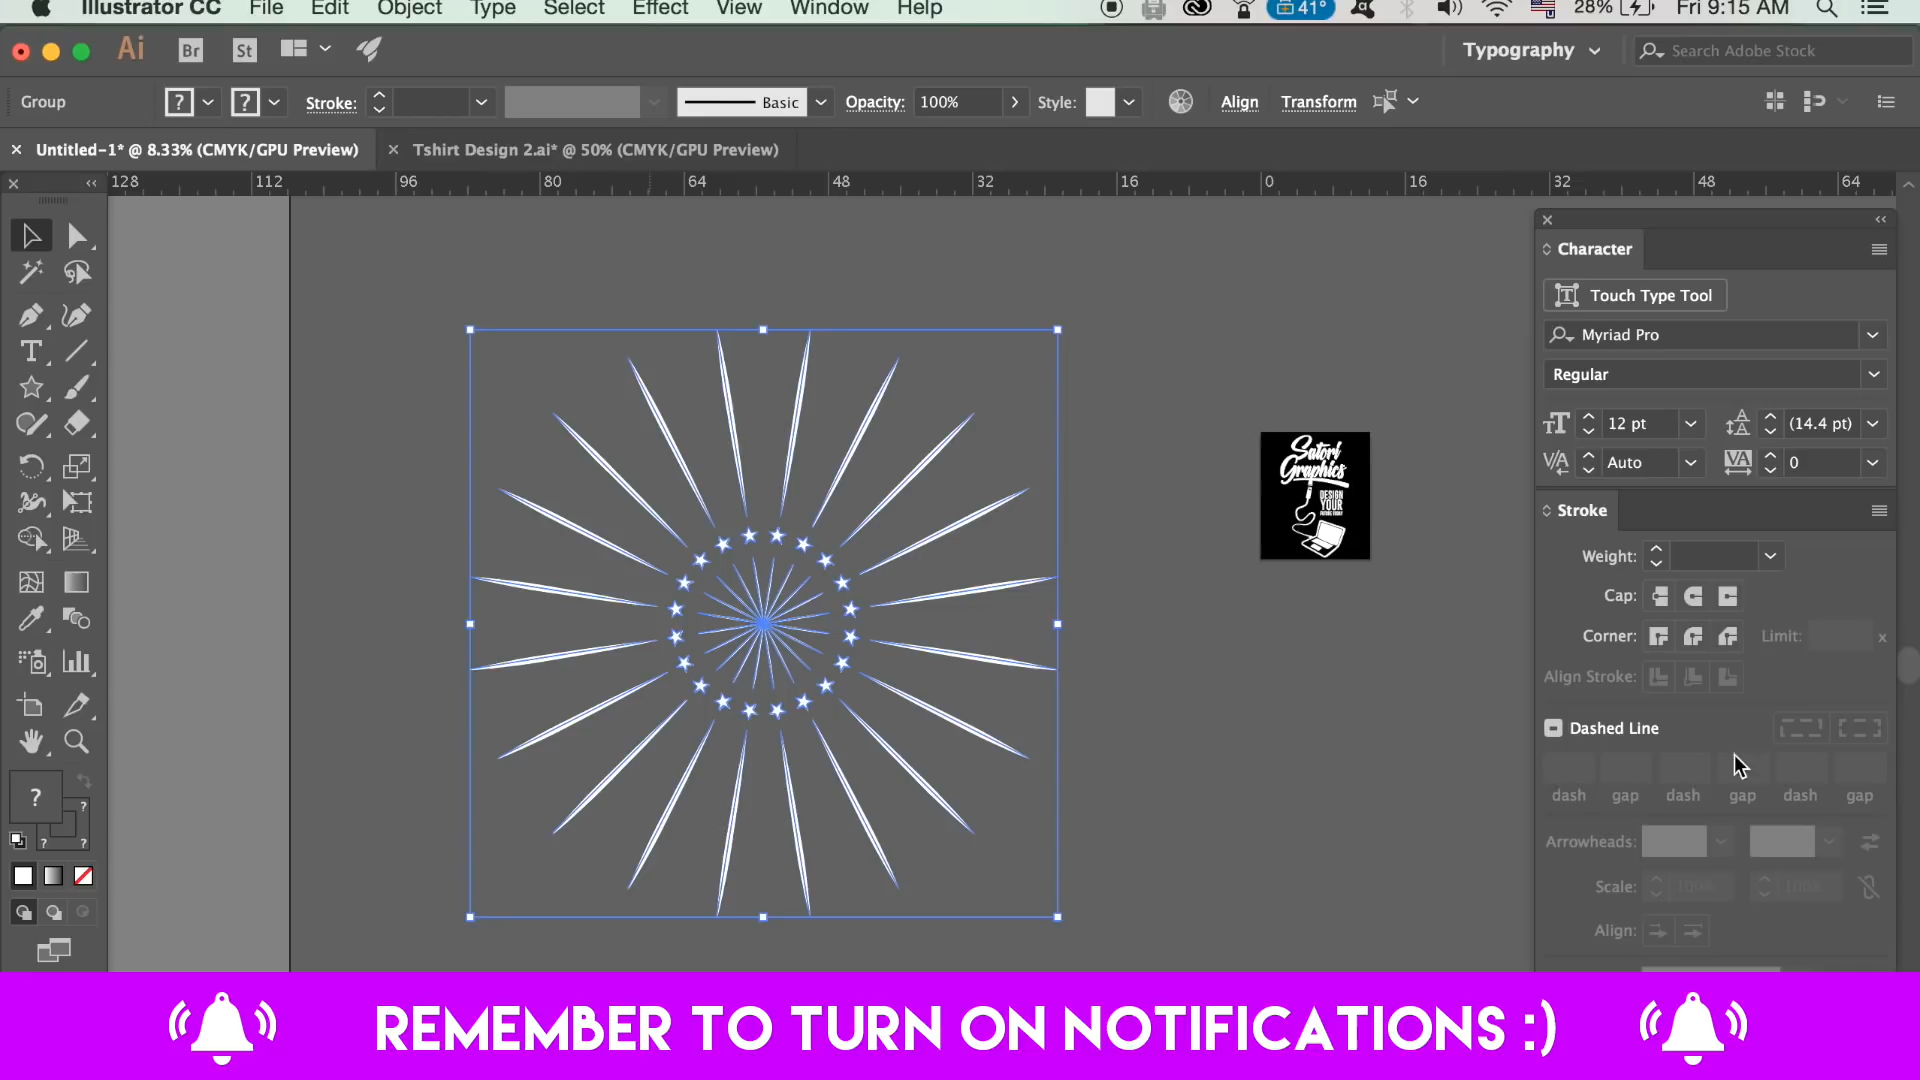 Illustrator CC File Edit Object Type Select Effect View Window Help 41° 28% Fri 9:15 AM
Ai Br St Typography Search Adobe Stock
Group ? ? Stroke: Basic Opacity: 100% Style: Align Transform
Untitled-1* @ 8.33% (CMYK/GPU Preview) Tshirt Design 2.ai* @ 50% (CMYK/GPU Preview)
128 112 96 80 64 48 32 16 0 16 32 48 64
Character
Touch Type Tool
Myriad Pro
Regular
12 pt (14.4 pt)
Auto 0
Satori
Graphics
DESIGN
YOUR
Stroke
Weight:
Cap:
Corner: Limit: x
Align Stroke:
Dashed Line
dash gap dash gap dash gap
Arrowheads:
Scale: 100% 100%
Align:
?
?
? ?
REMEMBER TO TURN ON NOTIFICATIONS :)